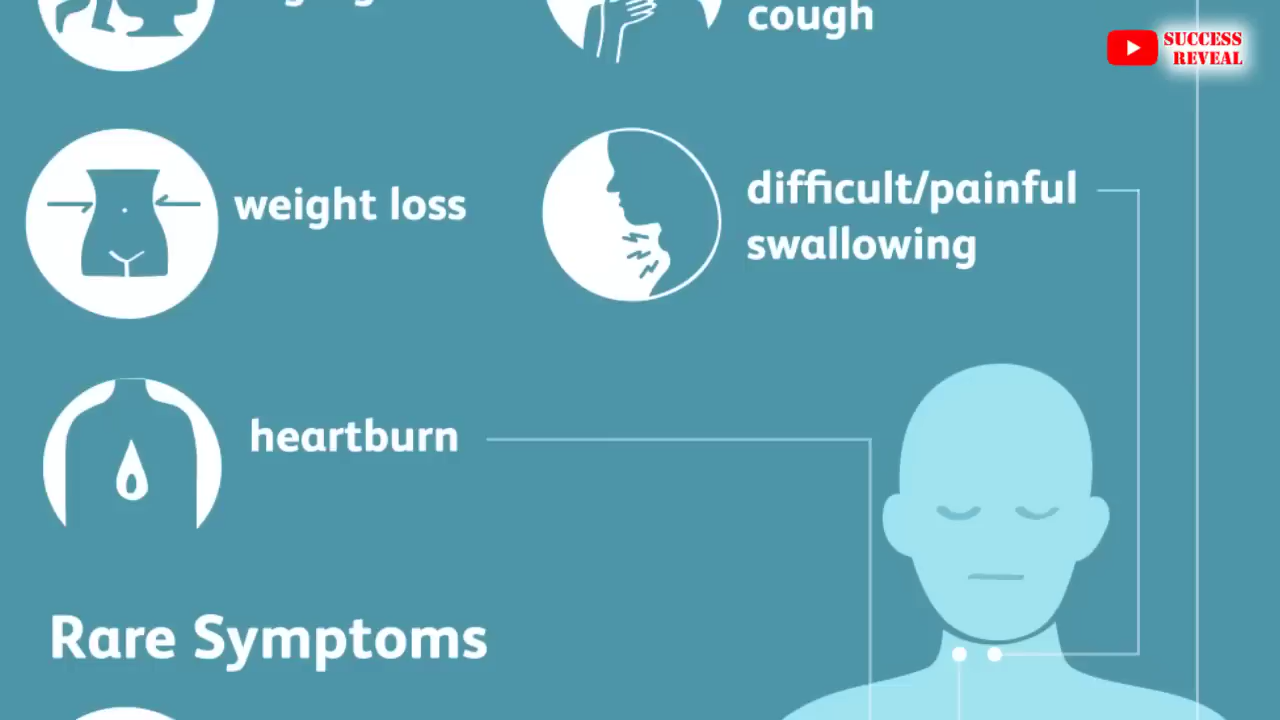 cough
SUCCESS
REVEAL
weight loss
difficult/painful
swallowing
heartburn
Rare Symptoms